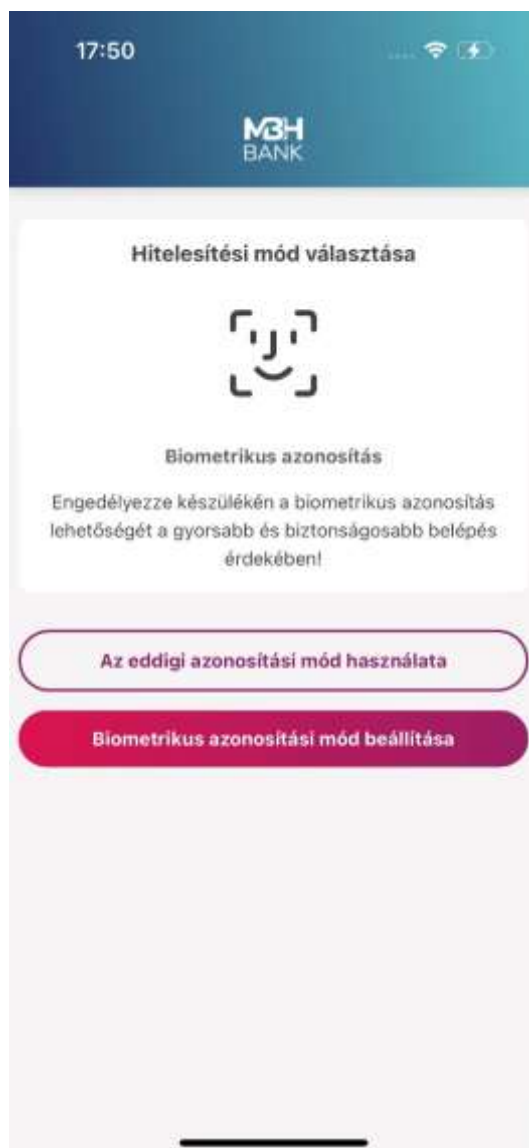 17:50
MBH
BANK
Hitelesítési mód választása
Biometrikus azonosítás
Engedélyezze készülékén a biometrikus azonosítás
lehetőségét a gyorsabb és biztonságosabb belépés
érdekében!
Az eddigi azonosítási mód használata
Biometrikus azonosítási mód beállítása